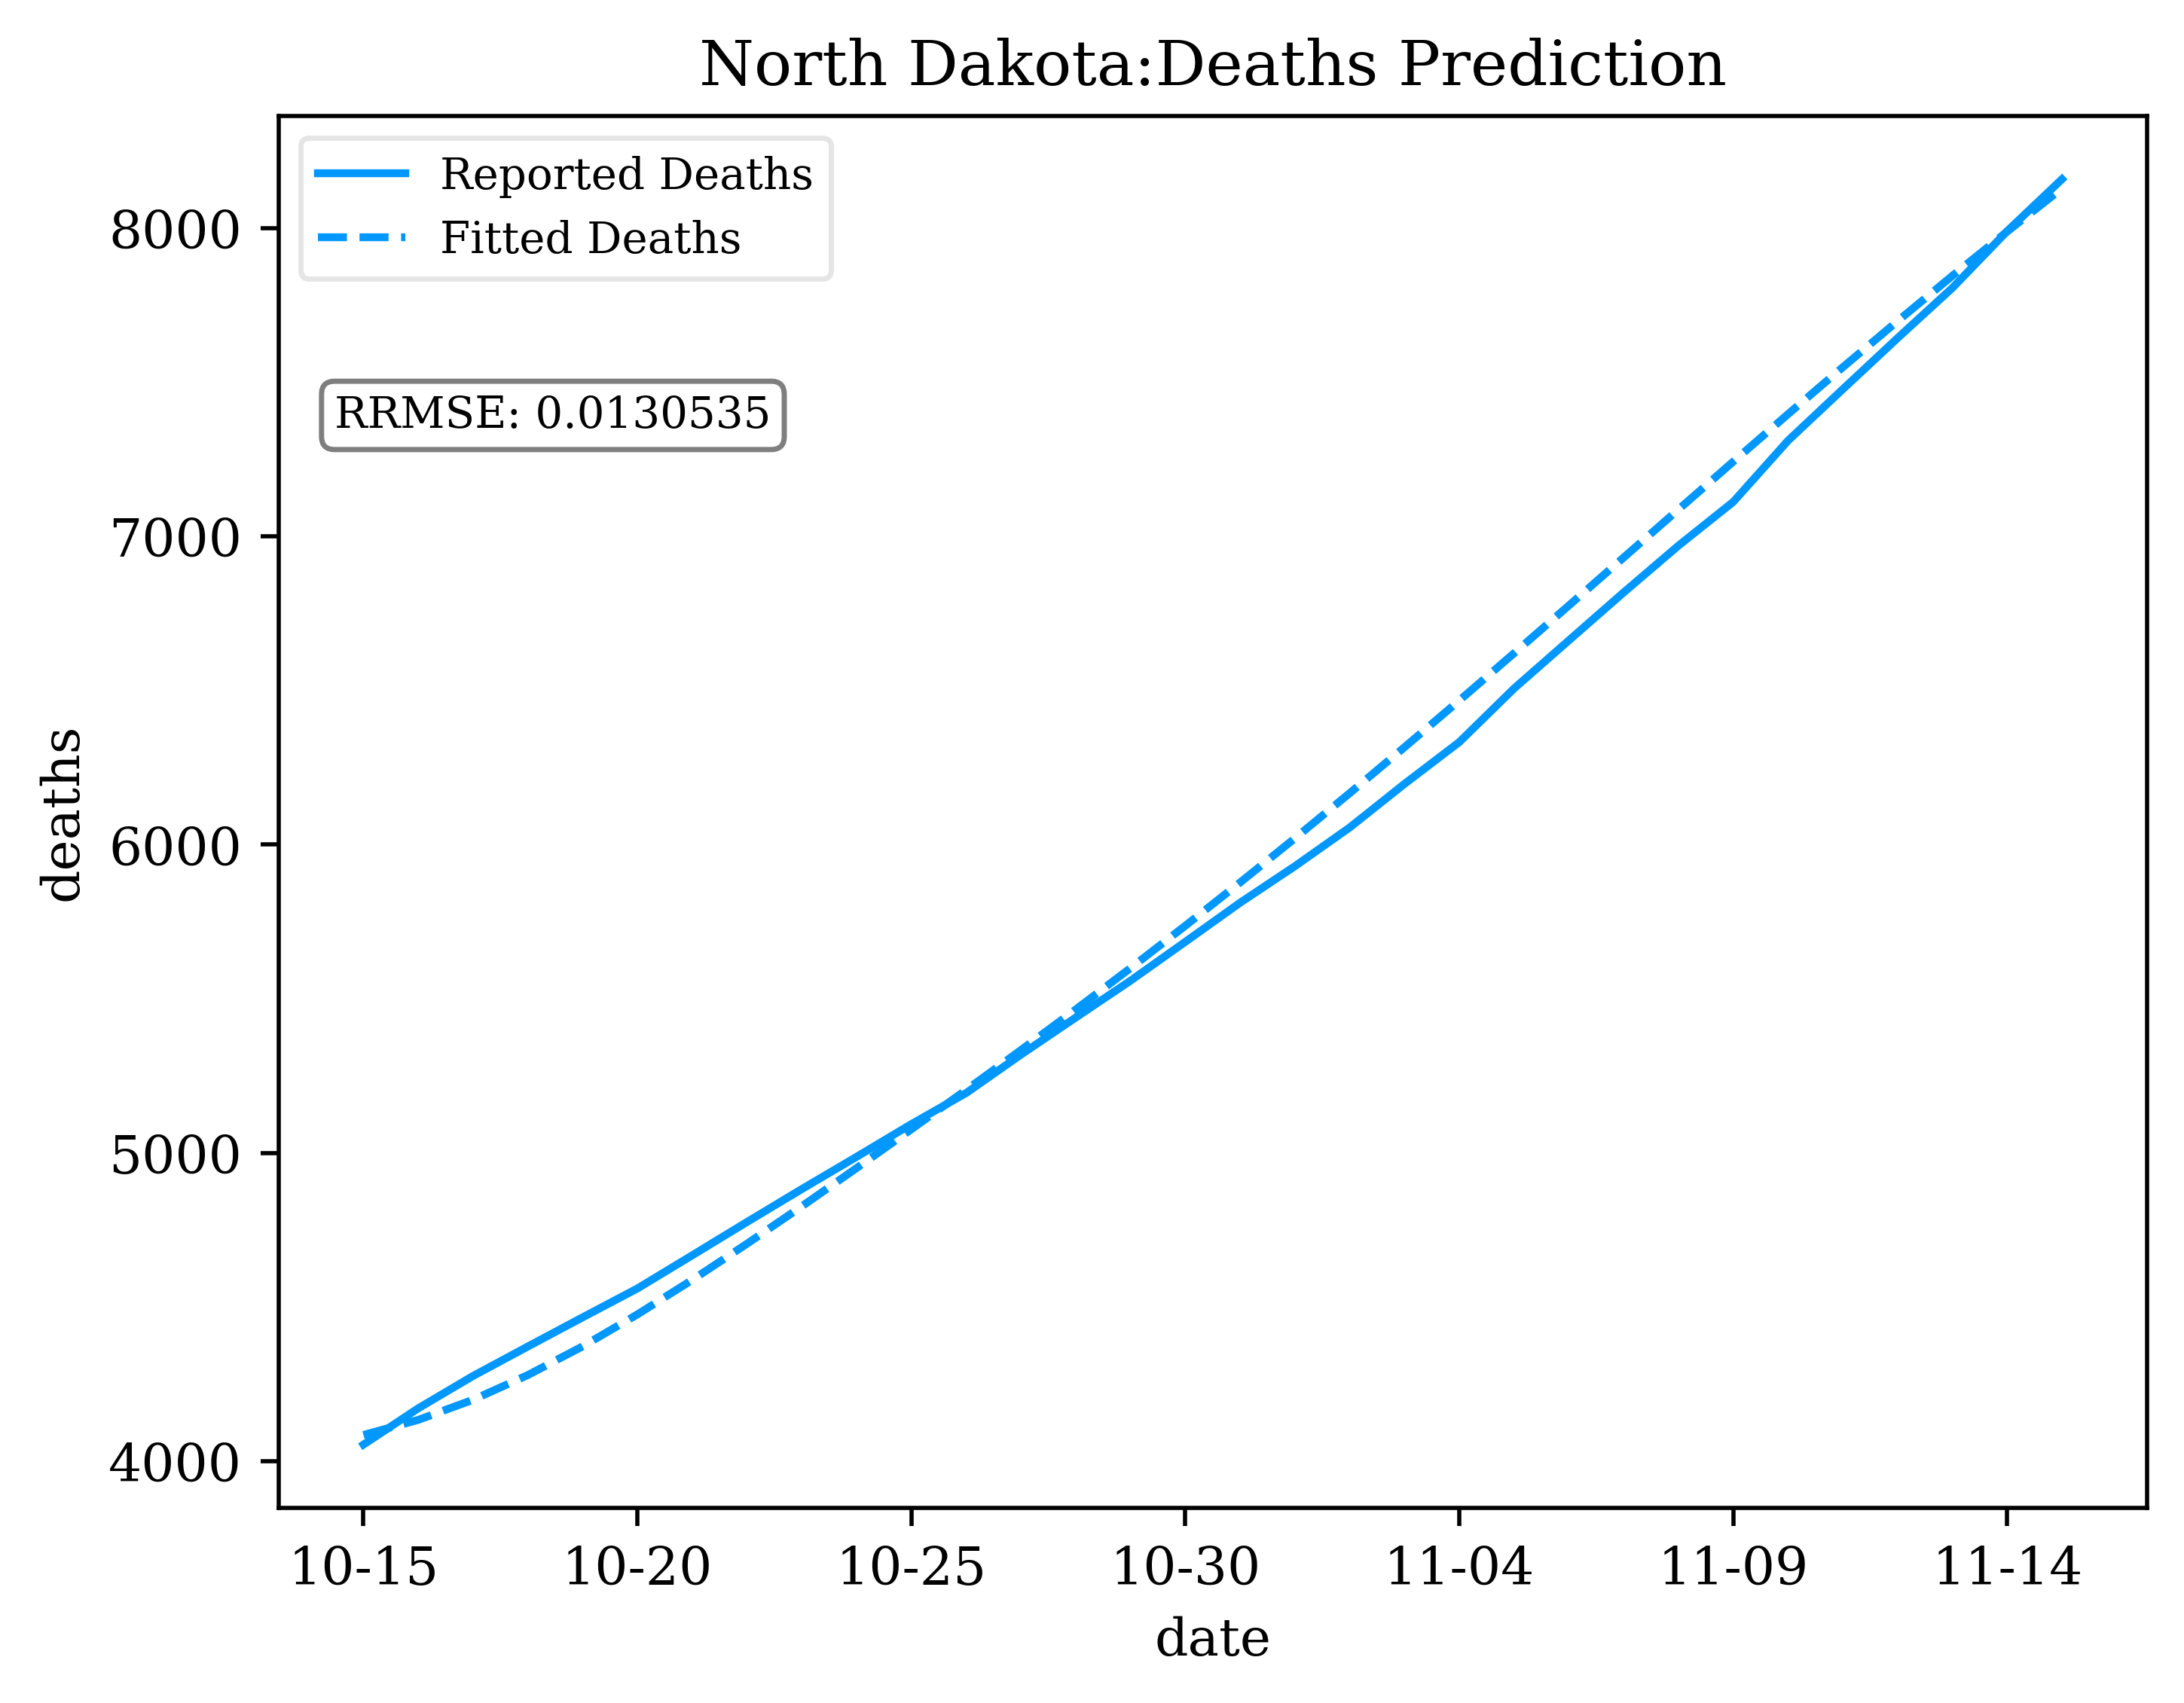 North Dakota:Deaths Prediction
Reported Deaths
Fitted Deaths
RRMSE: 0.0130535
8000
7000
6000
5000
4000
deaths
10-15 10-20 10-25 10-30 11-04 11-09 11-14
date